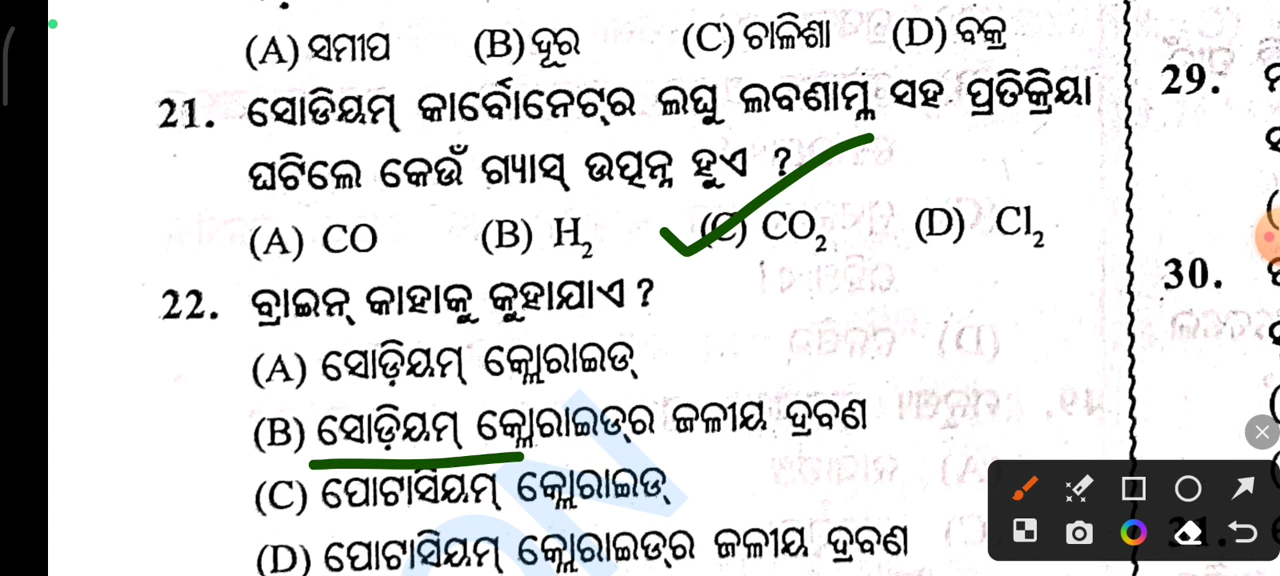 (A) ସମୀପ (B) ଦୂର (C) ଚାଳିଶା (D) ବକ୍ର
21. ସୋଡିୟମ୍ କାର୍ବୋନେଟ୍‌ର ଲଘୁ ଲବଣାମ୍ଳ ସହ ପ୍ରତିକ୍ରିୟା
ଘଟିଲେ କେଉଁ ଗ୍ୟାସ୍ ଉତ୍ପନ୍ନ ହୁଏ ?
(A) CO (B) H₂ (C) CO₂ (D) Cl₂
22. ବ୍ରାଇନ୍ କାହାକୁ କୁହାଯାଏ ?
(A) ସୋଡ଼ିୟମ୍ କ୍ଲୋରାଇଡ୍
(B) ସୋଡ଼ିୟମ୍ କ୍ଲୋରାଇଡ୍‌ର ଜଳୀୟ ଦ୍ରବଣ
(C) ପୋଟାସିୟମ୍ କ୍ଲୋରାଇଡ୍
(D) ପୋଟାସିୟମ୍ କ୍ଲୋରାଇଡ୍‌ର ଜଳୀୟ ଦ୍ରବଣ
29.
30.
31.